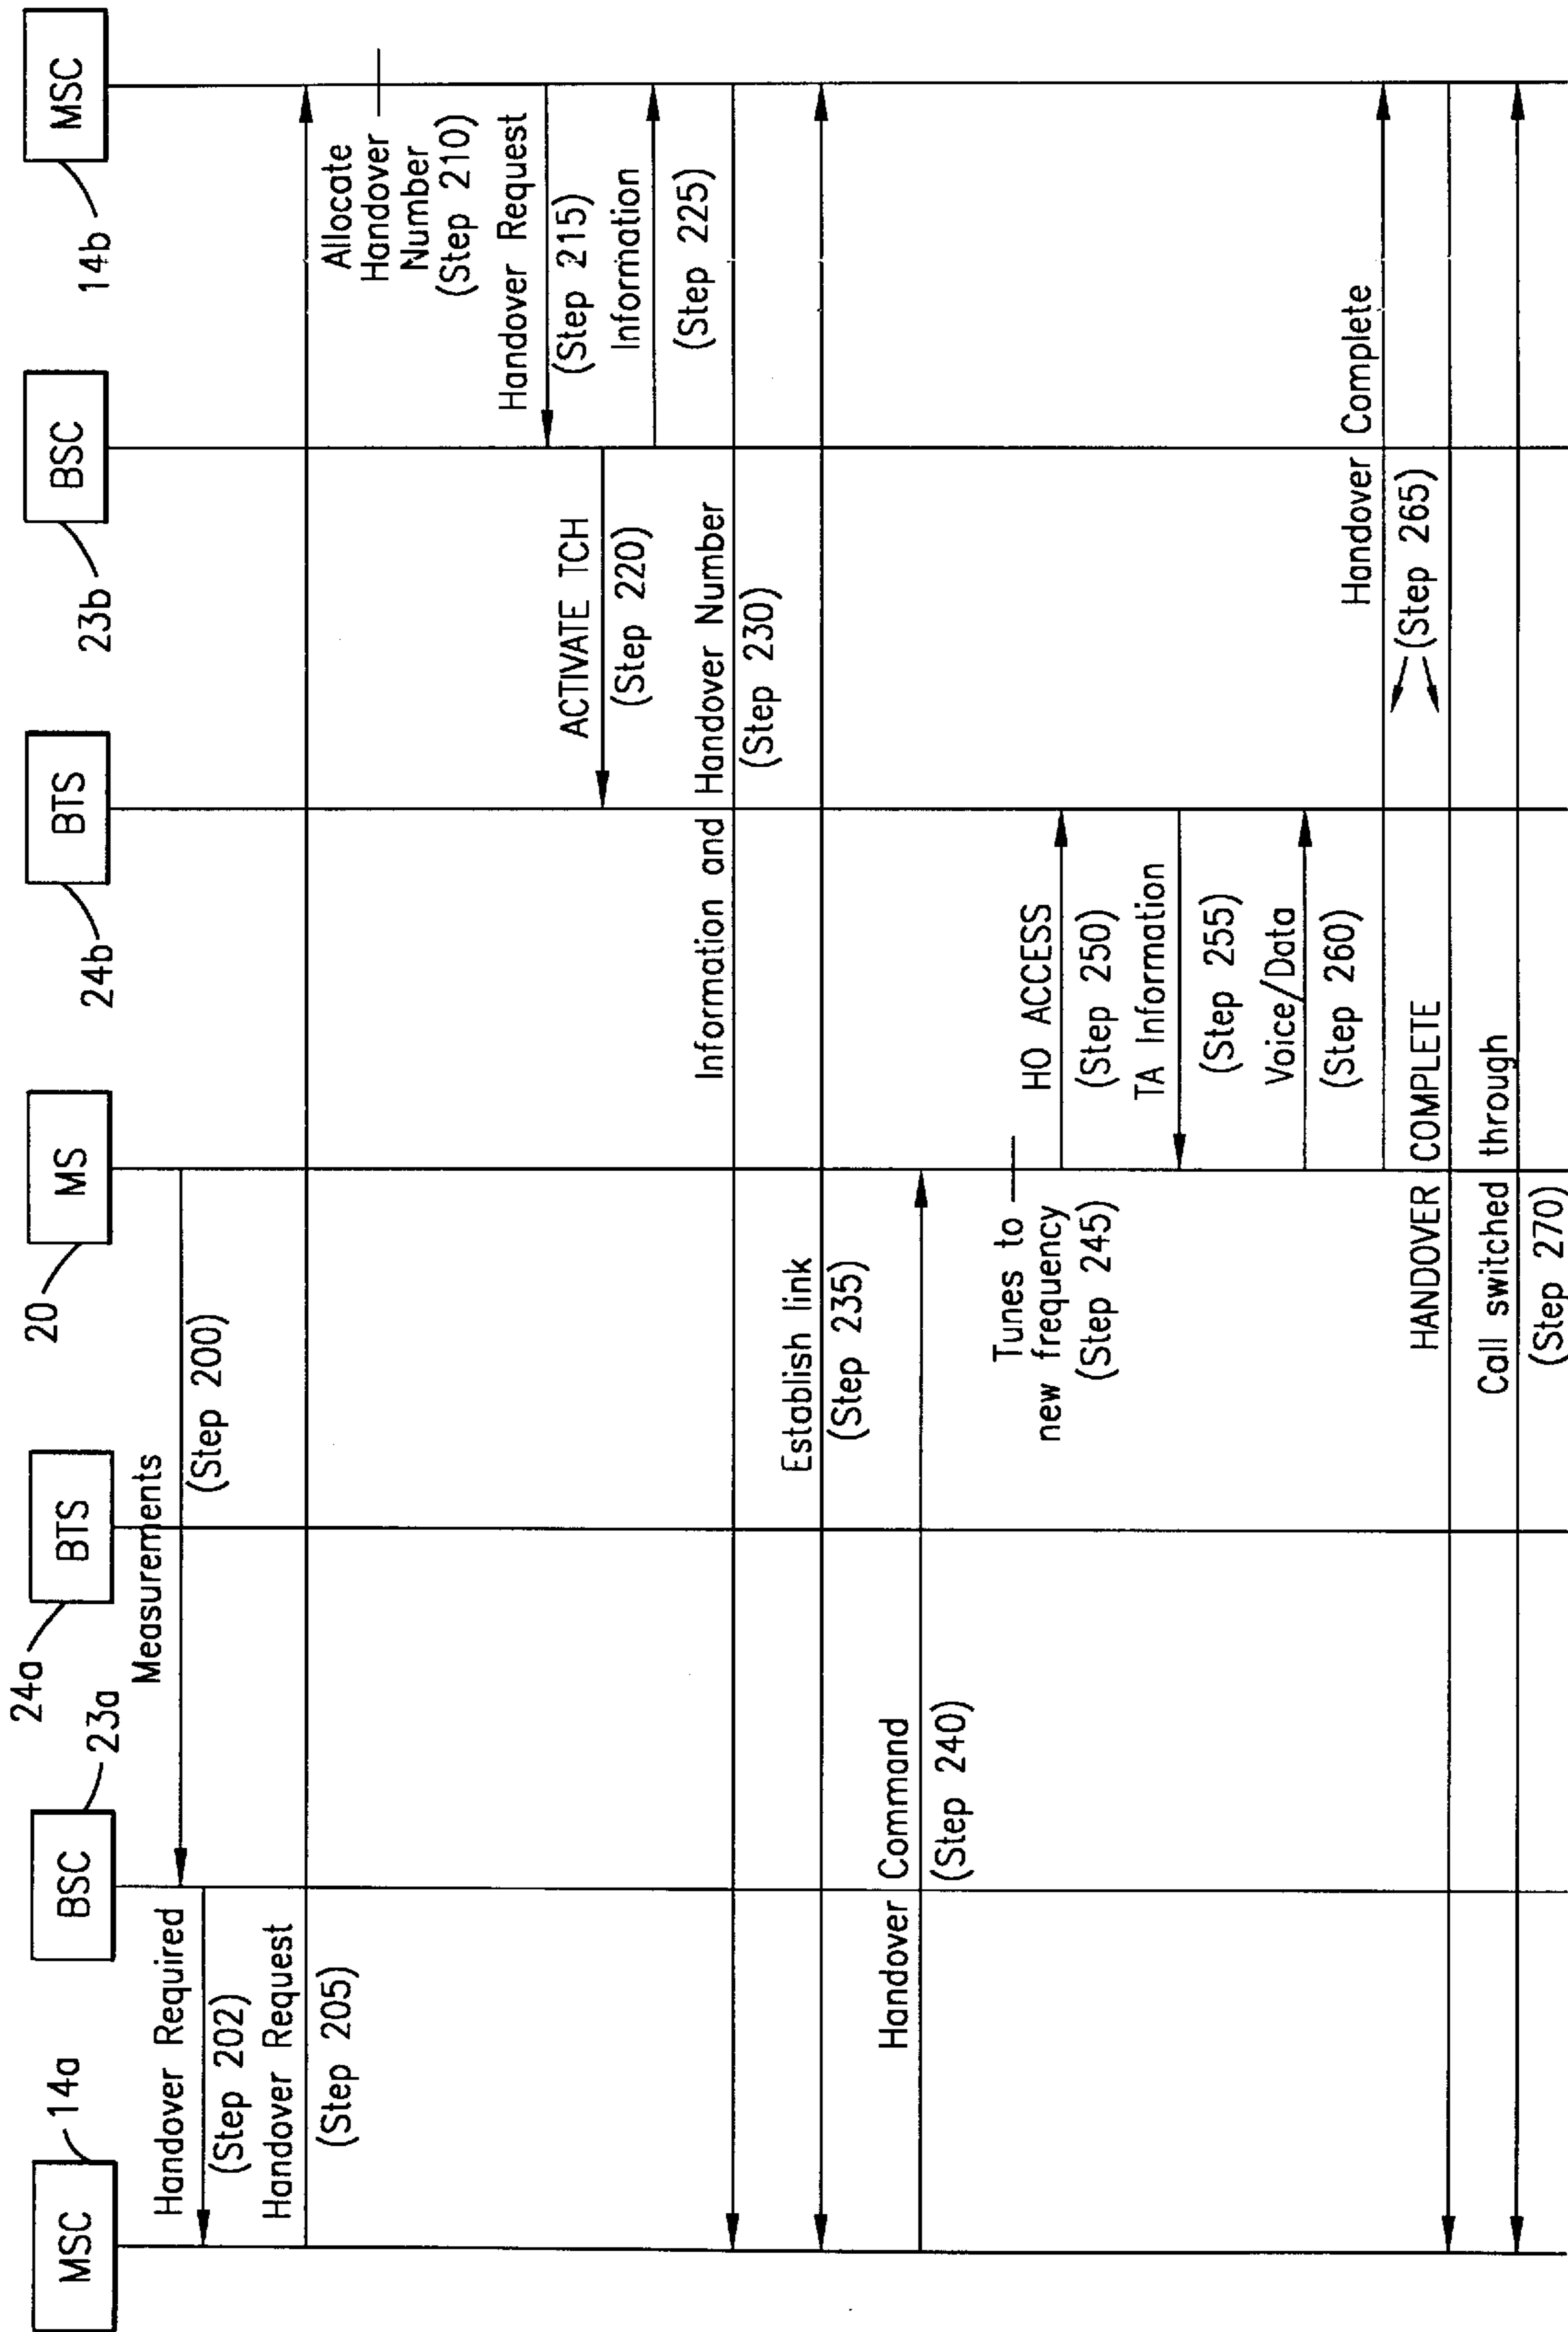 MSC
14a
BSC
23a
BTS
24a
MS
20
BTS
24b
BSC
23b
MSC
14b
Measurements
(Step 200)
Handover Required
(Step 202)
Handover Request
(Step 205)
Allocate
Handover
Number
(Step 210)
Handover Request
(Step 215)
ACTIVATE TCH
(Step 220)
Information
(Step 225)
Information and Handover Number
(Step 230)
Establish link
(Step 235)
Handover Command
(Step 240)
Tunes to
new frequency
(Step 245)
HO ACCESS
(Step 250)
TA Information
(Step 255)
Voice/Data
(Step 260)
Handover Complete
(Step 265)
HANDOVER COMPLETE
Call switched through
(Step 270)